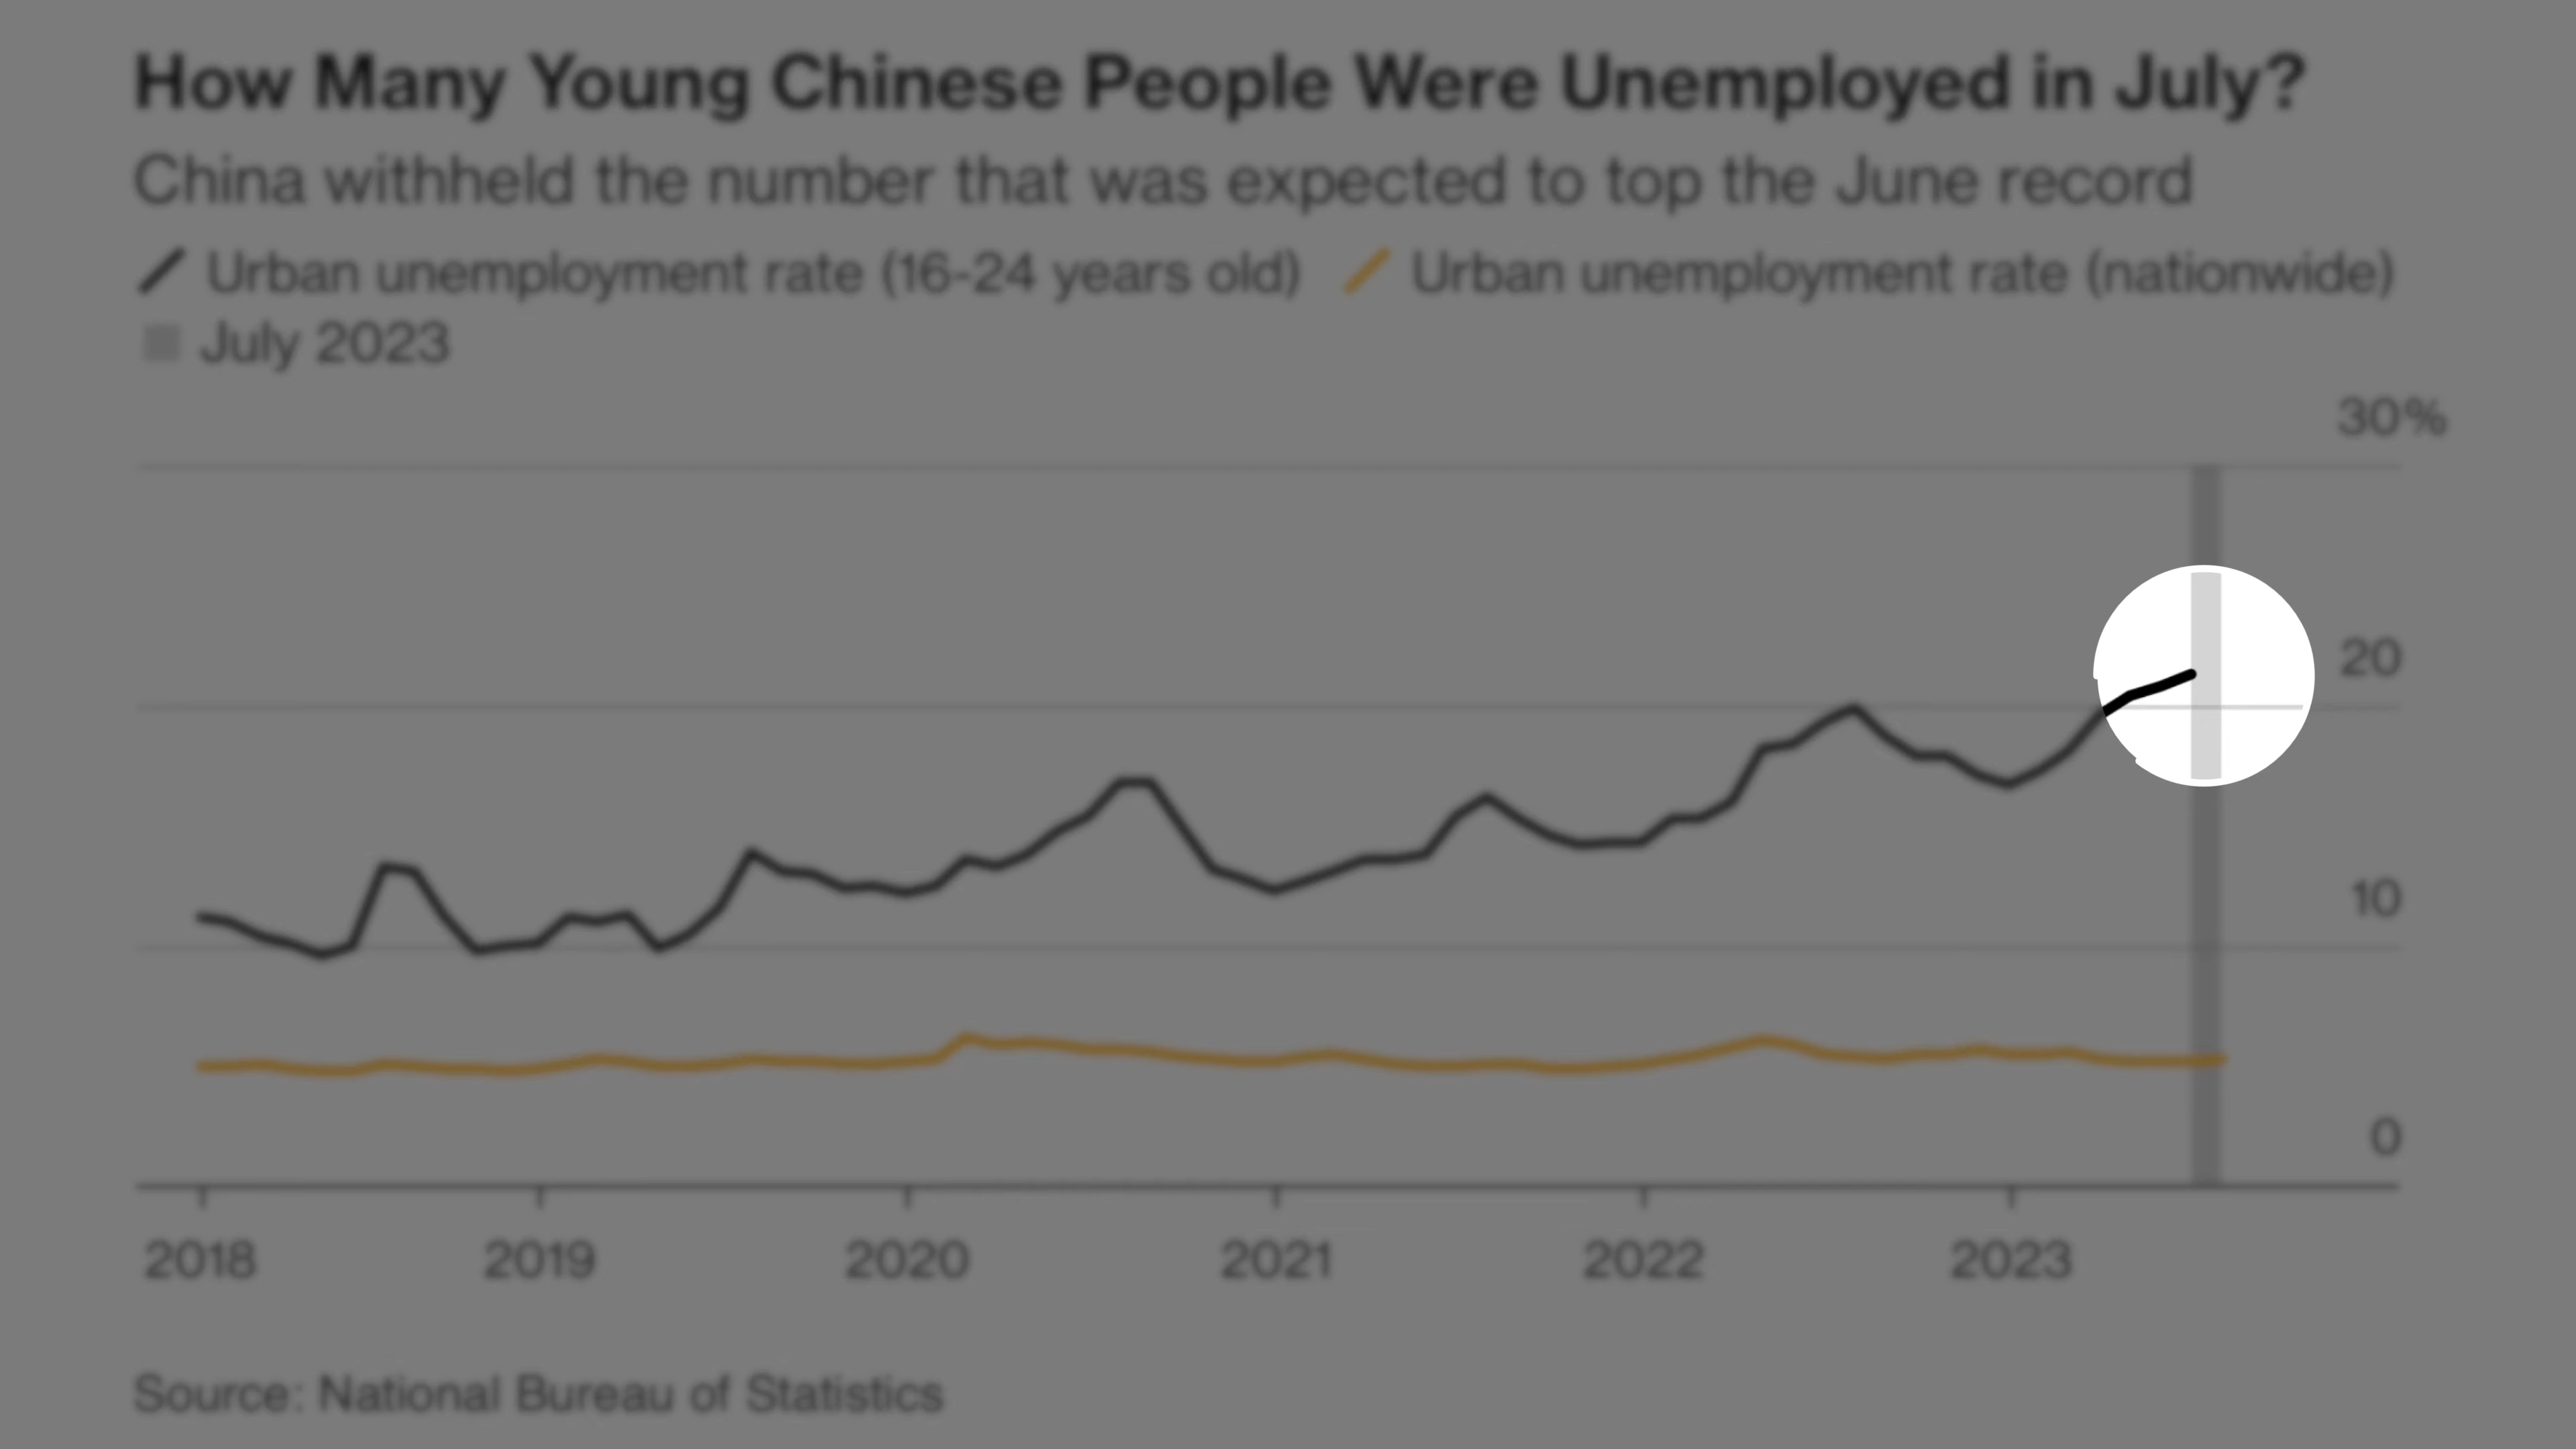 How Many Young Chinese People Were Unemployed in July?
China withheld the number that was expected to top the June record
Urban unemployment rate (16-24 years old) Urban unemployment rate (nationwide)
July 2023
30%
20
10
0
2018 2019 2020 2021 2022 2023
Source: National Bureau of Statistics